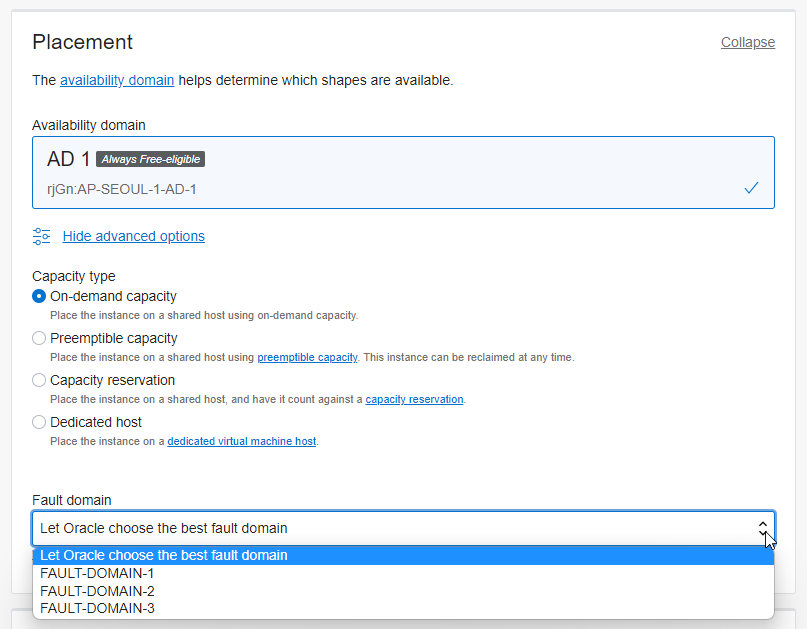 Placement
Collapse
The availability domain helps determine which shapes are available.
Availability domain
AD 1 Always Free-eligible
rjGn:AP-SEOUL-1-AD-1
Hide advanced options
Capacity type
On-demand capacity
Place the instance on a shared host using on-demand capacity.
Preemptible capacity
Place the instance on a shared host using preemptible capacity. This instance can be reclaimed at any time.
Capacity reservation
Place the instance on a shared host, and have it count against a capacity reservation.
Dedicated host
Place the instance on a dedicated virtual machine host.
Fault domain
Let Oracle choose the best fault domain
Let Oracle choose the best fault domain
FAULT-DOMAIN-1
FAULT-DOMAIN-2
FAULT-DOMAIN-3